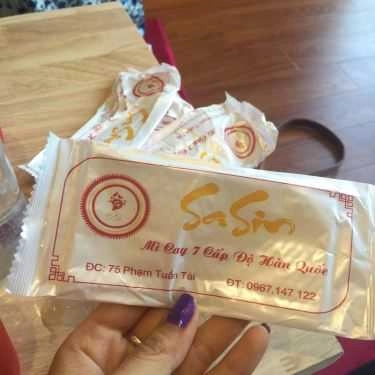 SaSin
Mì Cay 7 Cấp Độ Hàn Quốc
ĐC: 75 Phạm Tuấn Tài
ĐT: 0967.147.122